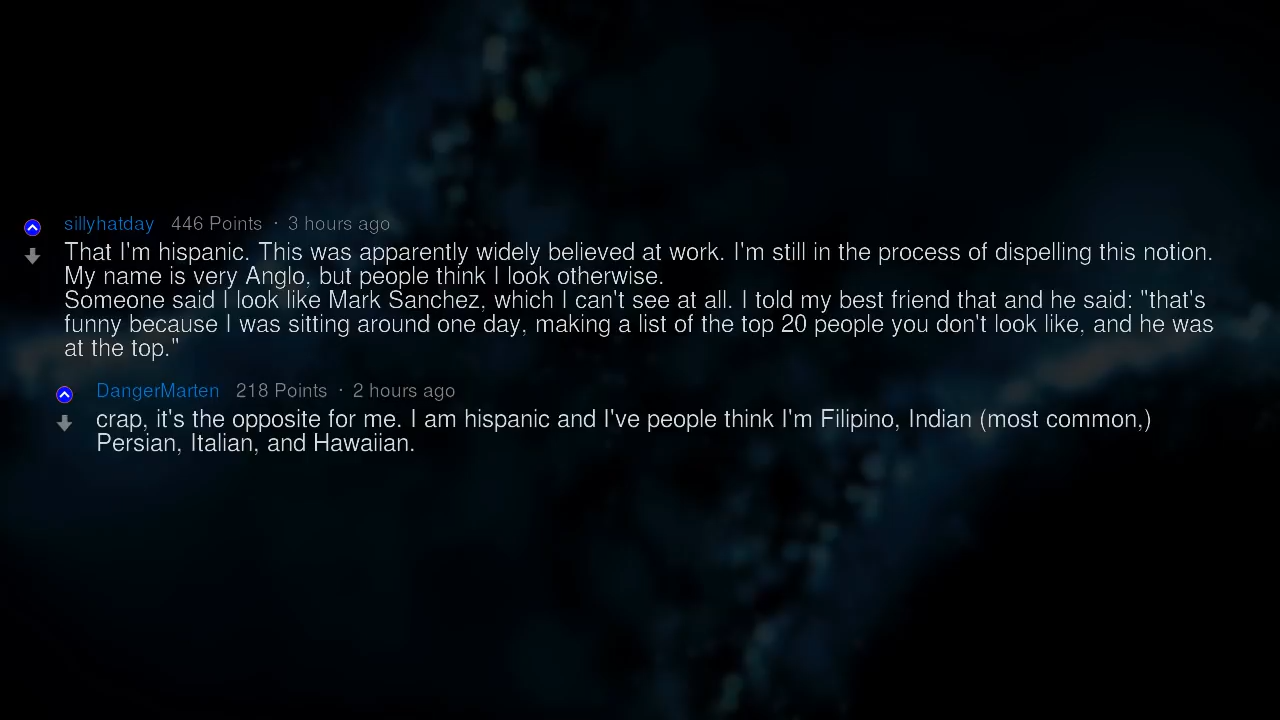 sillyhatday 446 Points · 3 hours ago
That I'm hispanic. This was apparently widely believed at work. I'm still in the process of dispelling this notion.
My name is very Anglo, but people think I look otherwise.
Someone said I look like Mark Sanchez, which I can't see at all. I told my best friend that and he said: "that's
funny because I was sitting around one day, making a list of the top 20 people you don't look like, and he was
at the top."
DangerMarten 218 Points · 2 hours ago
crap, it's the opposite for me. I am hispanic and I've people think I'm Filipino, Indian (most common,)
Persian, Italian, and Hawaiian.